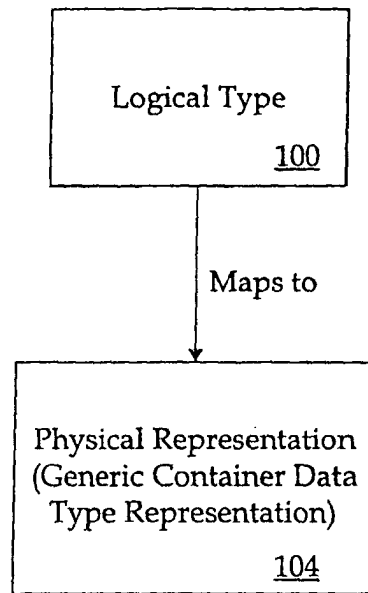 Logical Type
100
Maps to
Physical Representation
(Generic Container Data
Type Representation)
104